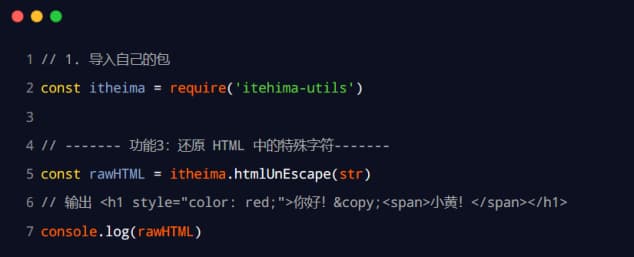 1 // 1. 导入自己的包
2 const itheima = require('itehima-utils')
3
4 // ------- 功能3：还原 HTML 中的特殊字符-------
5 const rawHTML = itheima.htmlUnEscape(str)
6 // 输出 <h1 style="color: red;">你好！&copy;<span>小黄！</span></h1>
7 console.log(rawHTML)